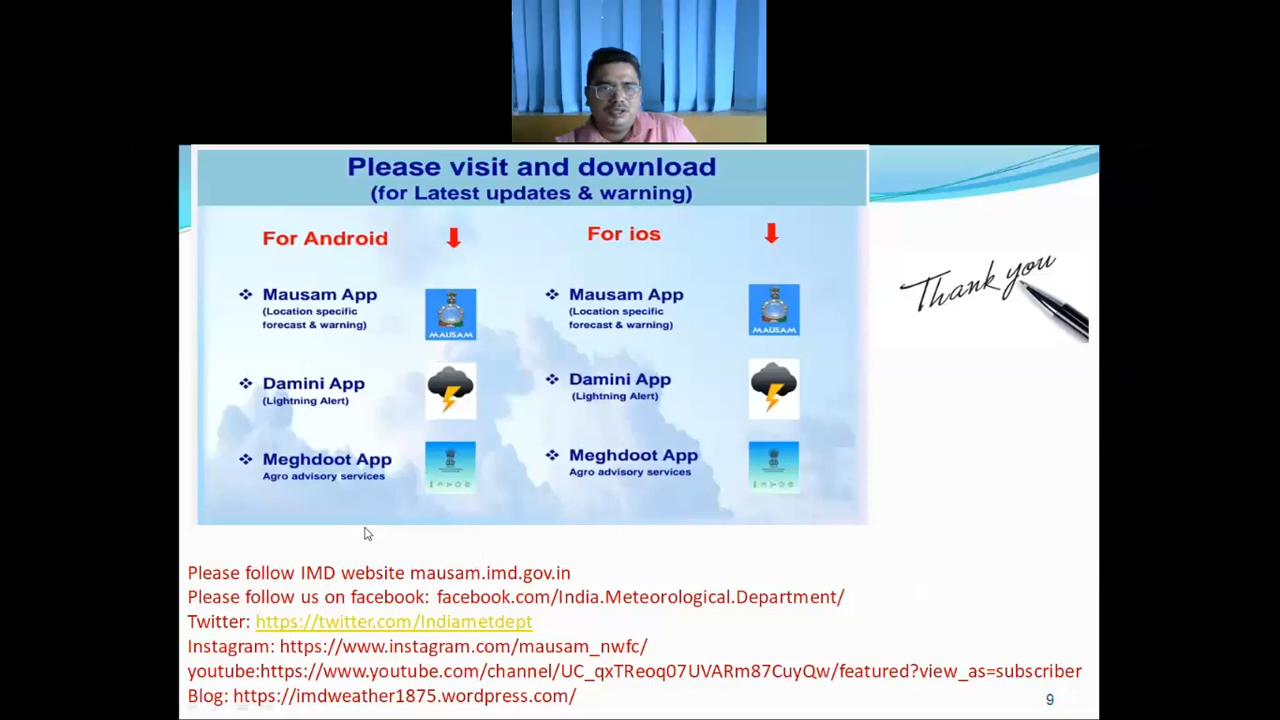 Please visit and download
(for Latest updates & warning)
For Android
For ios
Mausam App
(Location specific
forecast & warning)
MAUSAM
Mausam App
(Location specific
forecast & warning)
MAUSAM
Damini App
(Lightning Alert)
Damini App
(Lightning Alert)
Meghdoot App
Agro advisory services
Meghdoot App
Agro advisory services
Thank you
Please follow IMD website mausam.imd.gov.in
Please follow us on facebook: facebook.com/India.Meteorological.Department/
Twitter: https://twitter.com/Indiametdept
Instagram: https://www.instagram.com/mausam_nwfc/
youtube:https://www.youtube.com/channel/UC_qxTReoq07UVARm87CuyQw/featured?view_as=subscriber
Blog: https://imdweather1875.wordpress.com/
9